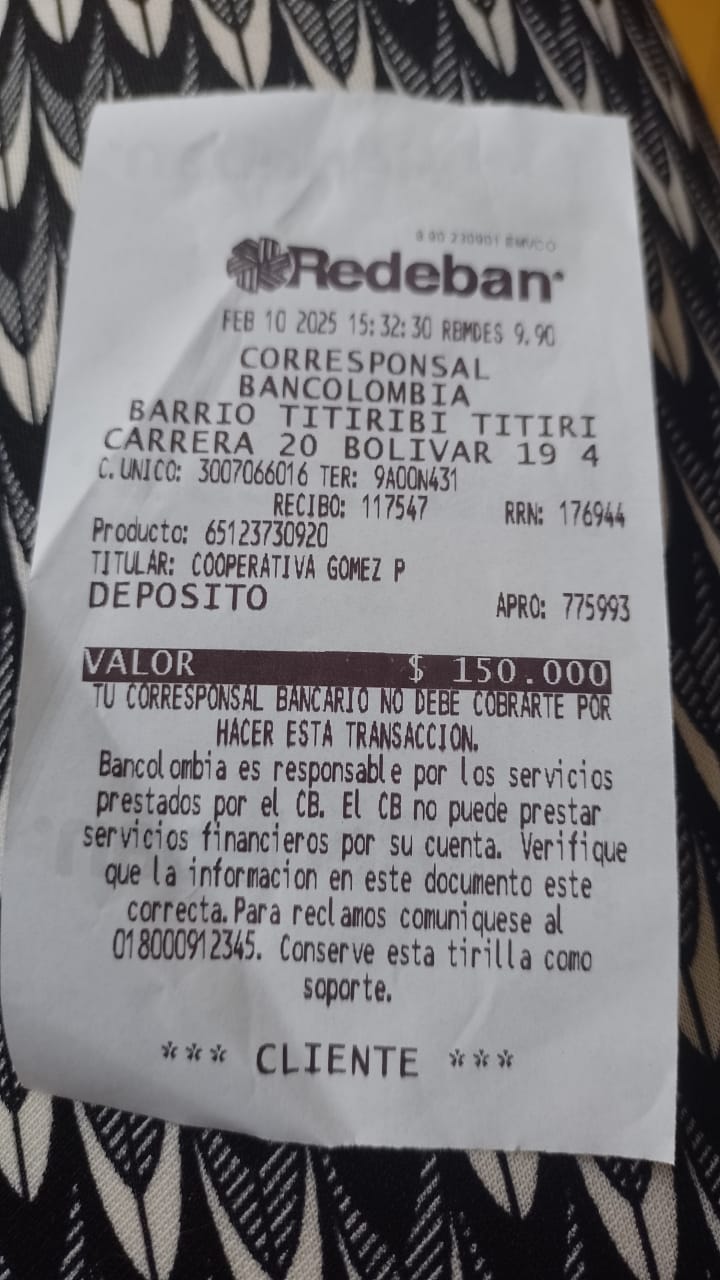 9.90 230901 EMVCO
Redeban
FEB 10 2025 15:32:30 RBMDES 9.90
CORRESPONSAL
BANCOLOMBIA
BARRIO TITIRIBI TITIRI
CARRERA 20 BOLIVAR 19 4
C. UNICO: 3007066016 TER: 9A00N431
RECIBO: 117547 RRN: 176944
Producto: 65123730920
TITULAR: COOPERATIVA GOMEZ P
DEPOSITO APRO: 775993
VALOR $ 150.000
TU CORRESPONSAL BANCARIO NO DEBE COBRARTE POR
HACER ESTA TRANSACCION.
Bancolombia es responsable por los servicios
prestados por el CB. El CB no puede prestar
servicios financieros por su cuenta. Verifique
que la informacion en este documento este
correcta. Para reclamos comuniquese al
018000912345. Conserve esta tirilla como
soporte.
*** CLIENTE ***